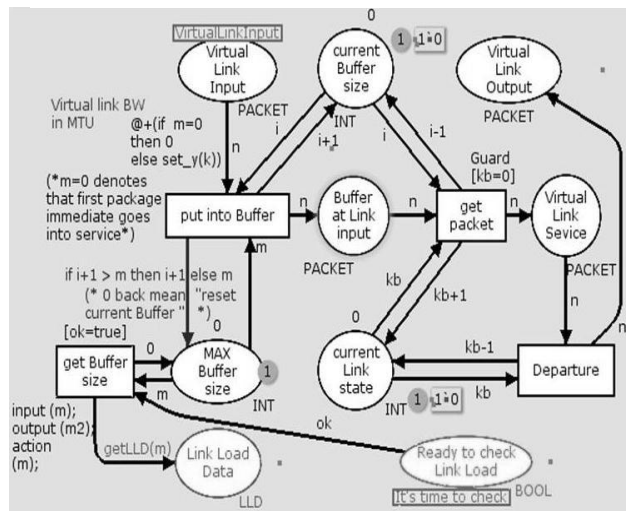 VirtualLinkInput
Virtual
Link
Input
PACKET
0
current
Buffer
size
INT
1 1`0
Virtual
Link
Output
PACKET
Virtual link BW
in MTU
@+(if m=0
then 0
else set_y(k))
n
i
i+1
i
i-1
(*m=0 denotes
that first package
immediate goes
into service*)
put into Buffer
n
Buffer
at Link
input
PACKET
n
Guard
[kb=0]
get
packet
n
Virtual
Link
Sevice
PACKET
n
n
m
if i+1 > m then i+1 else m
(* 0 back mean "reset
current Buffer " *)
kb
kb+1
[ok=true]
get Buffer
size
0
m
0
MAX
Buffer
size
1
INT
0
current
Link
state
INT
1 1`0
kb-1
kb
Departure
input (m);
output (m2);
action
(m);
getLLD(m)
Link Load
Data
LLD
ok
Ready to check
Link Load
It's time to check
BOOL